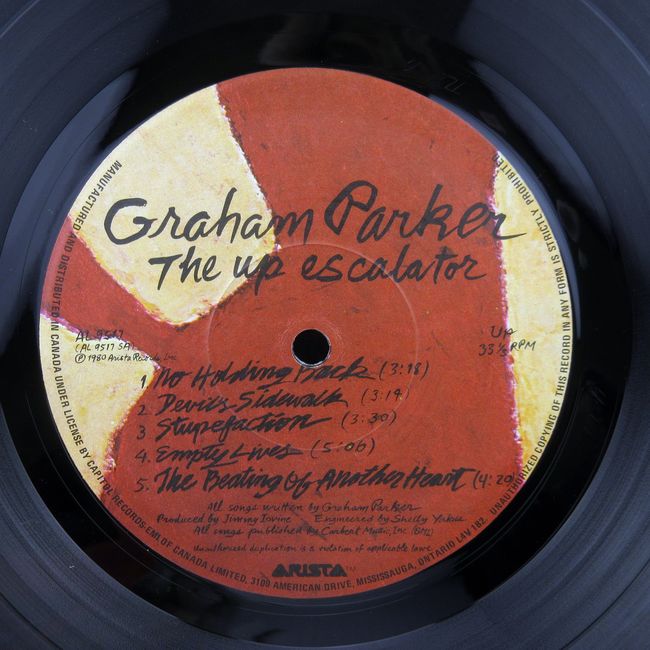 Graham Parker
The up escalator
AL 9517
(AL 9517 SA)
℗ 1980 Arista Records, Inc.
Up
33⅓ RPM
1 No Holding Back (3:18)
2. Devils Sidewalk (3:14)
3 Stupefaction (3:30)
4. Empty Lives (5:06)
5. The Beating Of Another Heart (4:20)
All songs written by Graham Parker
Produced by Jimmy Iovine Engineered by Shelly Yakus
All songs published by Carbert Music, Inc. (BMI)
Unauthorized duplication is a violation of applicable laws.
ARISTA™
MANUFACTURED AND DISTRIBUTED IN CANADA UNDER LICENSE BY CAPITOL RECORDS-EMI OF CANADA LIMITED, 3109 AMERICAN DRIVE, MISSISSAUGA, ONTARIO L4V 1B2. UNAUTHORIZED COPYING OF THIS RECORD IN ANY FORM IS STRICTLY PROHIBITED